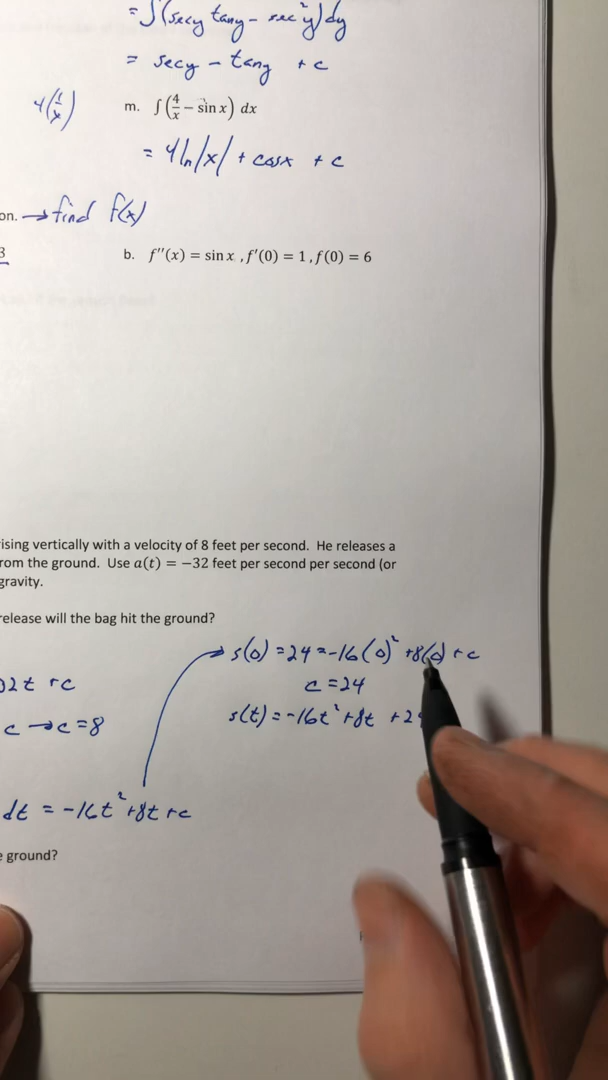 = ∫(secy tany - sec²y)dy
= secy - tany + c
4(1/x) m. ∫(4/x − sin x) dx
= 4ln|x| + cosx + c
on. → find f(x)
3 b. f''(x) = sin x , f'(0) = 1 , f(0) = 6
ising vertically with a velocity of 8 feet per second. He releases a
rom the ground. Use a(t) = −32 feet per second per second (or
gravity.
release will the bag hit the ground?
s(0) = 24 = -16(0)² + 8(0) + c
2t + c c = 24
c → c = 8 s(t) = -16t² + 8t + 2
dt = -16t² + 8t + c
e ground?